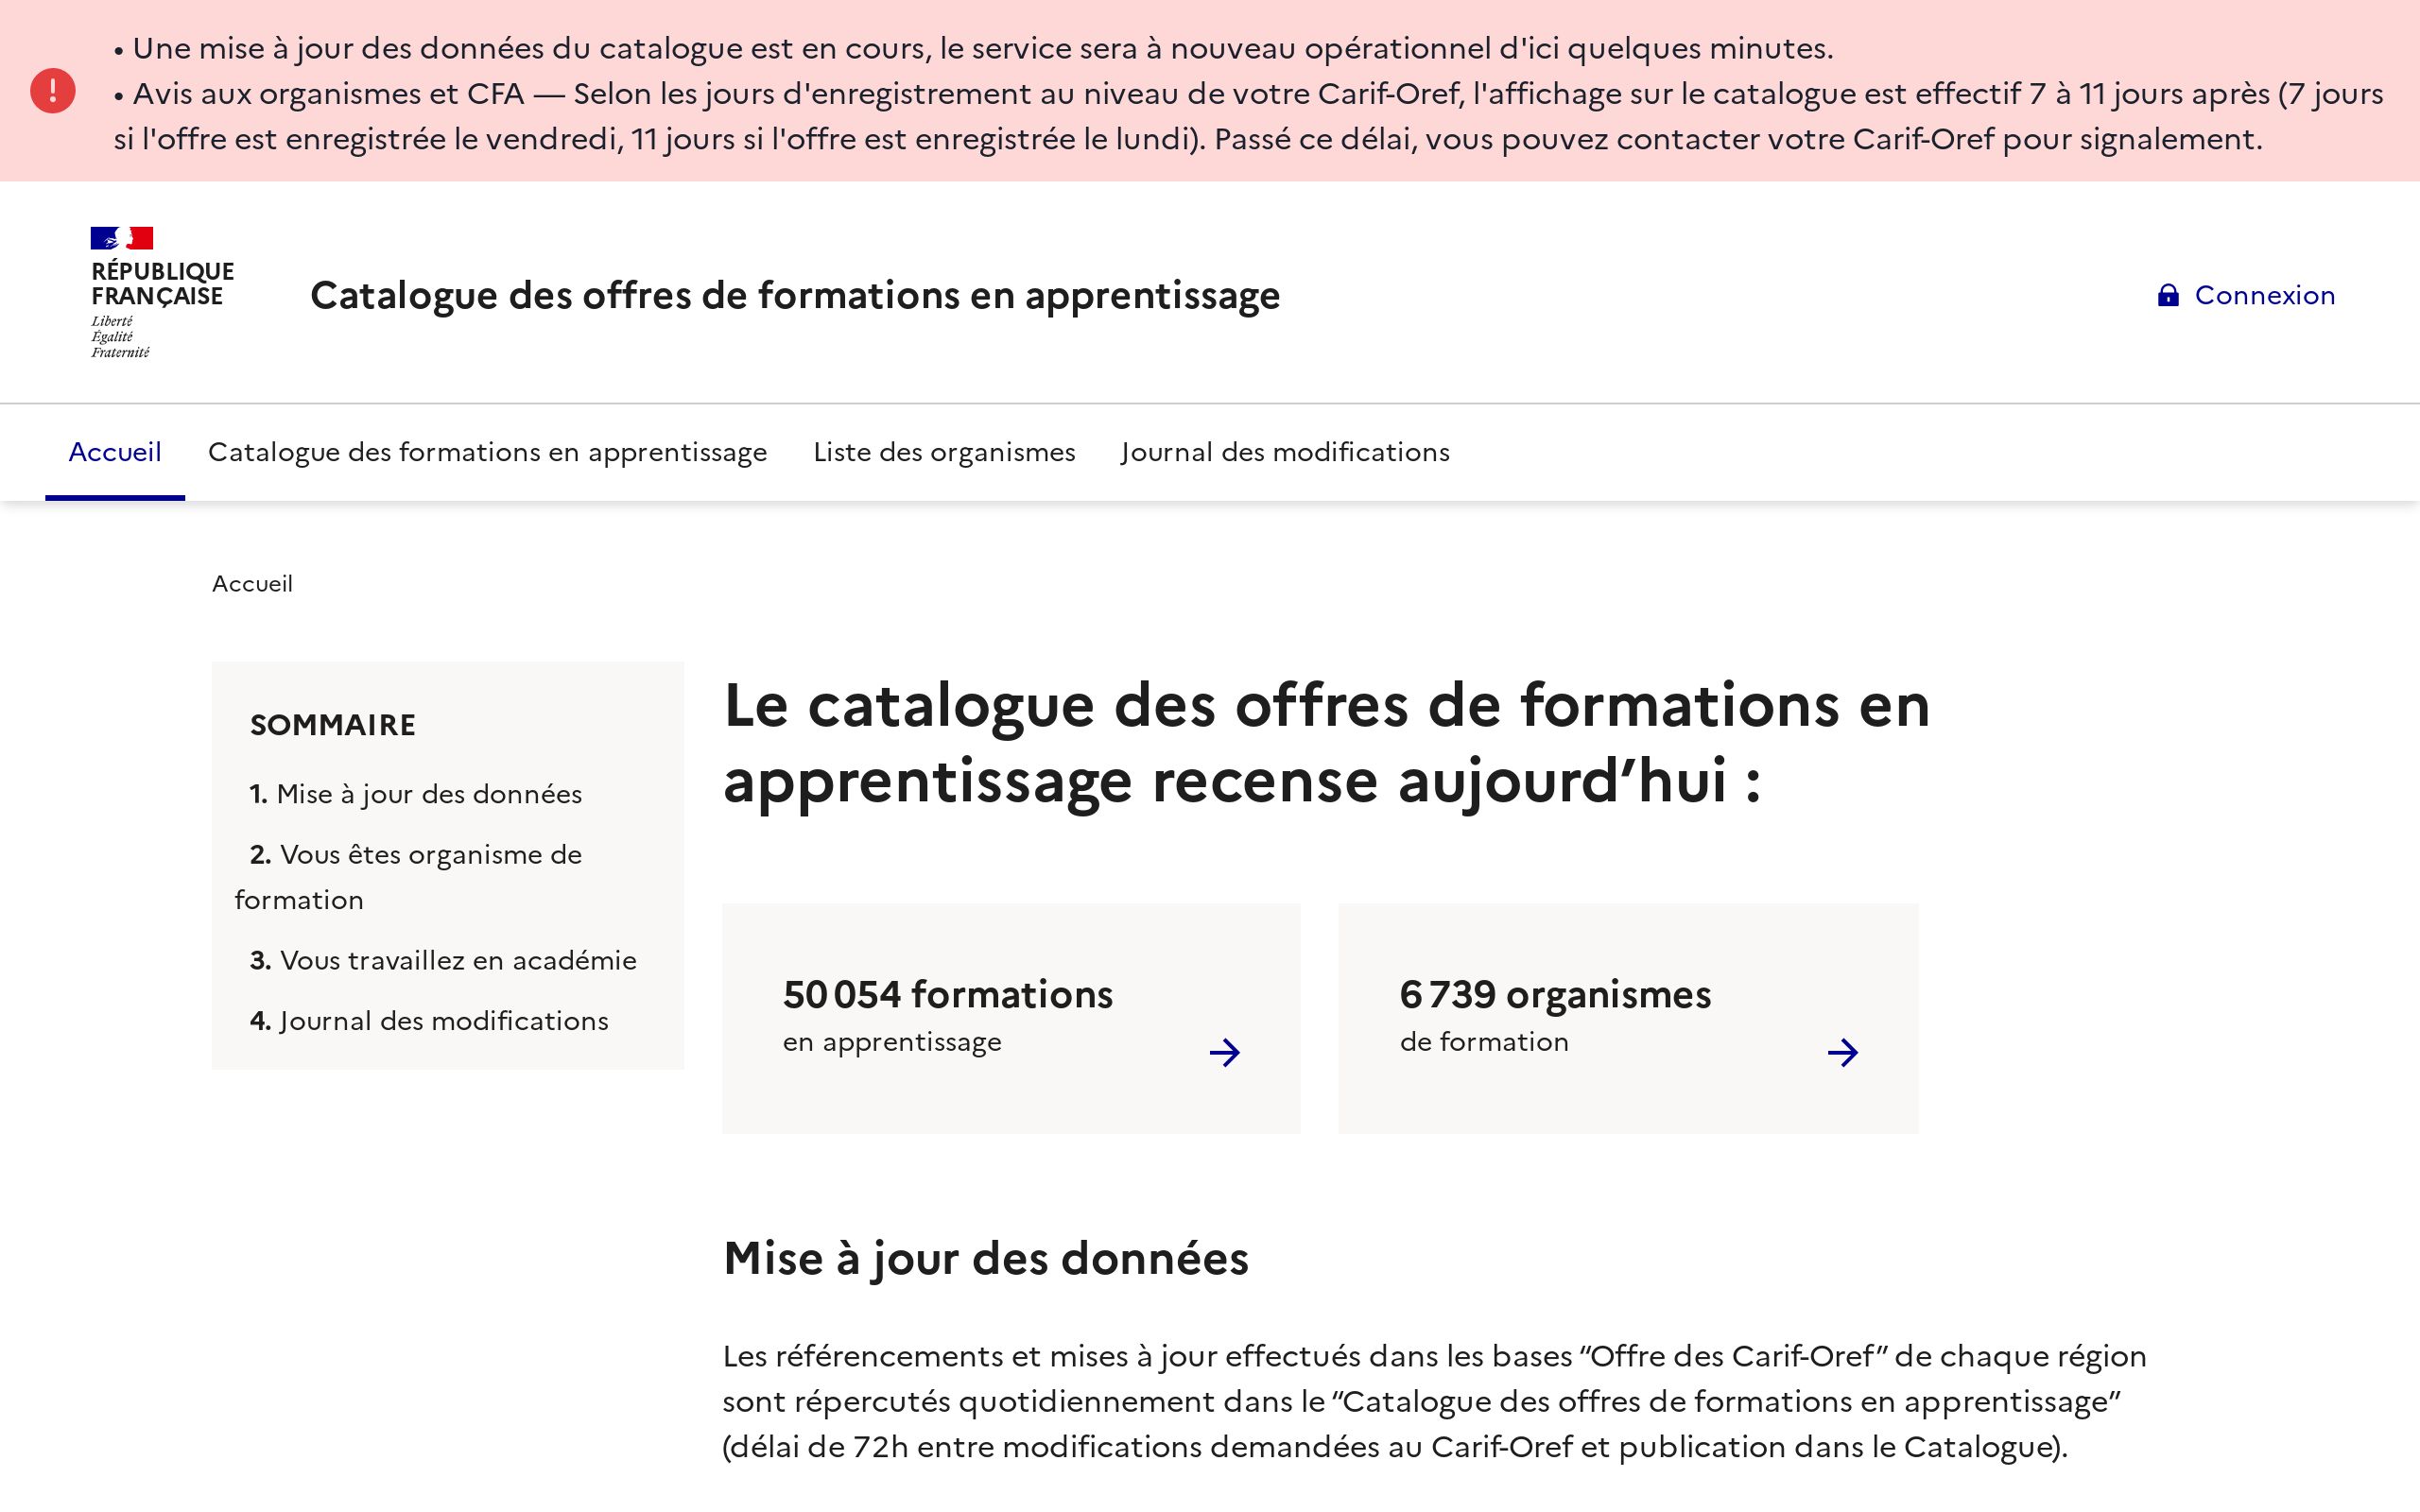 • Une mise à jour des données du catalogue est en cours, le service sera à nouveau opérationnel d'ici quelques minutes.
• Avis aux organismes et CFA — Selon les jours d'enregistrement au niveau de votre Carif-Oref, l'affichage sur le catalogue est effectif 7 à 11 jours après (7 jours
si l'offre est enregistrée le vendredi, 11 jours si l'offre est enregistrée le lundi). Passé ce délai, vous pouvez contacter votre Carif-Oref pour signalement.
RÉPUBLIQUE
FRANÇAISE
Liberté
Égalité
Fraternité
Catalogue des offres de formations en apprentissage
Connexion
Accueil
Catalogue des formations en apprentissage
Liste des organismes
Journal des modifications
Accueil
SOMMAIRE
1. Mise à jour des données
2. Vous êtes organisme de
formation
3. Vous travaillez en académie
4. Journal des modifications
Le catalogue des offres de formations en
apprentissage recense aujourd’hui :
50 054 formations
en apprentissage
6 739 organismes
de formation
Mise à jour des données
Les référencements et mises à jour effectués dans les bases “Offre des Carif-Oref” de chaque région
sont répercutés quotidiennement dans le “Catalogue des offres de formations en apprentissage”
(délai de 72h entre modifications demandées au Carif-Oref et publication dans le Catalogue).